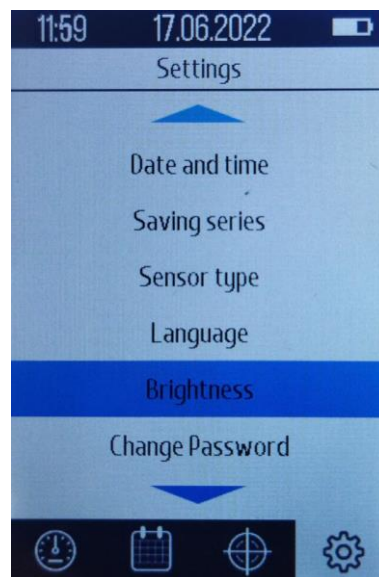 11:59 17.06.2022
Settings
Date and time
Saving series
Sensor type
Language
Brightness
Change Password